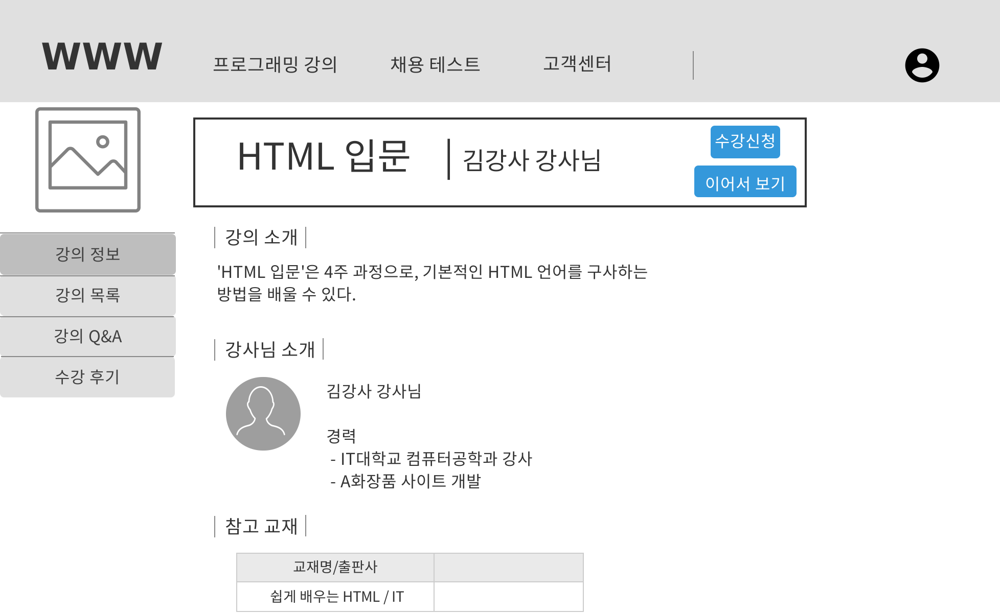 WWW
프로그래밍 강의 채용 테스트 고객센터
HTML 입문 김강사 강사님
수강신청
이어서 보기
강의 정보
강의 목록
강의 Q&A
수강 후기
강의 소개
'HTML 입문'은 4주 과정으로, 기본적인 HTML 언어를 구사하는
방법을 배울 수 있다.
강사님 소개
김강사 강사님
경력
- IT대학교 컴퓨터공학과 강사
- A화장품 사이트 개발
참고 교재
교재명/출판사
쉽게 배우는 HTML / IT